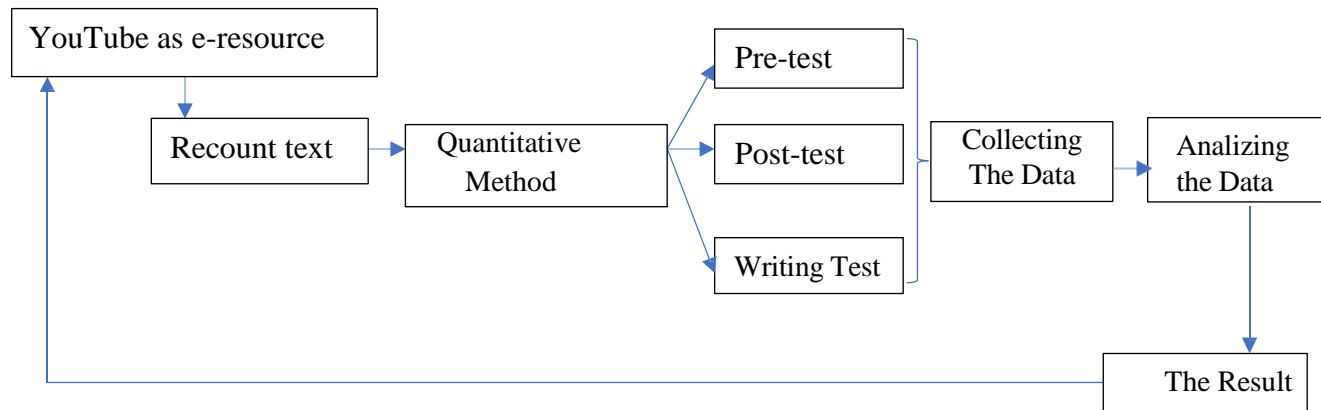 YouTube as e-resource
Recount text
Quantitative
Method
Pre-test
Post-test
Writing Test
Collecting
The Data
Analizing
the Data
The Result